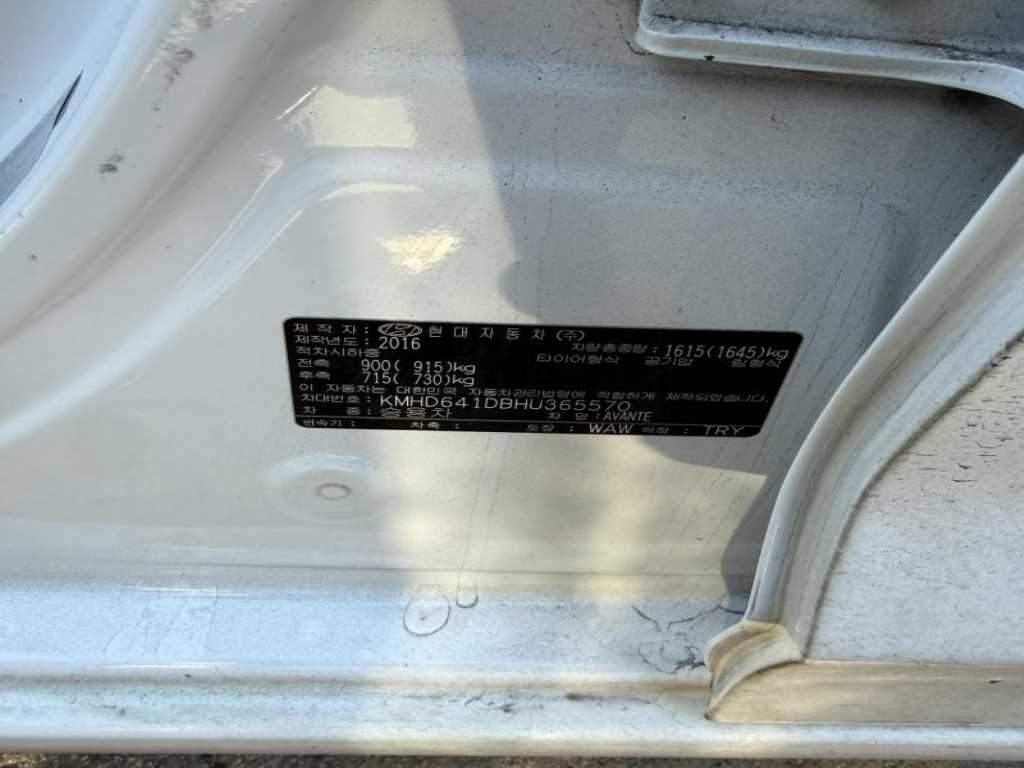 제 작 자 : 현 대 자 동 차 (주)
제작년도 : 2016 차량총중량 : 1615(1645)kg
적차시하중 타이어형식 공기압 림형식
전축 900( 915)kg
후축 715( 730)kg
이 자동차는 대한민국 자동차관리법령에 적합하게 제작되었습니다.
차대번호 : KMHD641DBHU365570
차 종 : 승용차 차 명 : AVANTE
변속기 : 차축 : 도장 : WAW 의장 : TRY